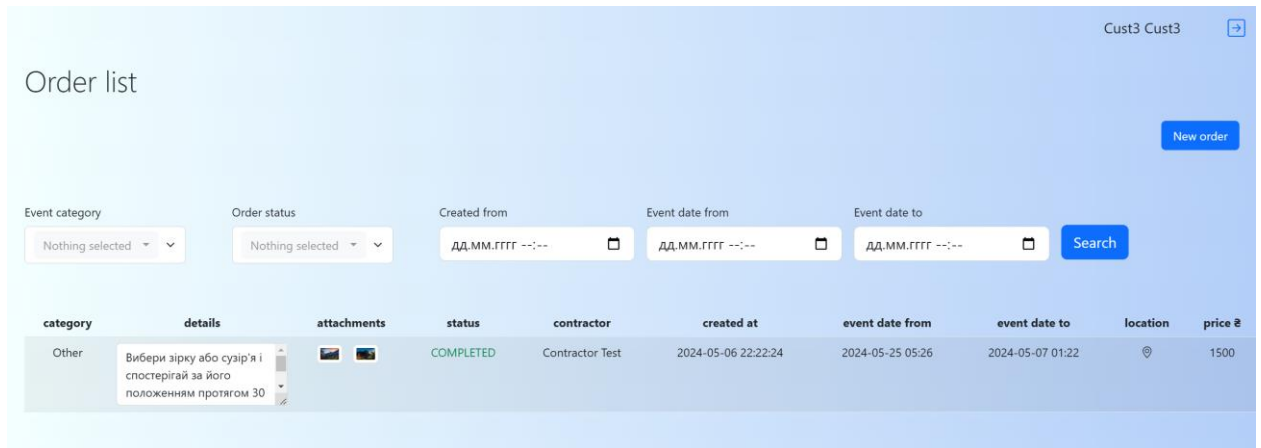 Cust3 Cust3
Order list
New order
Event category Order status Created from Event date from Event date to
Nothing selected Nothing selected дд.мм.гггг --:-- дд.мм.гггг --:-- дд.мм.гггг --:-- Search
category details attachments status contractor created at event date from event date to location price ₴
Other Вибери зірку або сузір'я і COMPLETED Contractor Test 2024-05-06 22:22:24 2024-05-25 05:26 2024-05-07 01:22 1500
спостерігай за його
положенням протягом 30